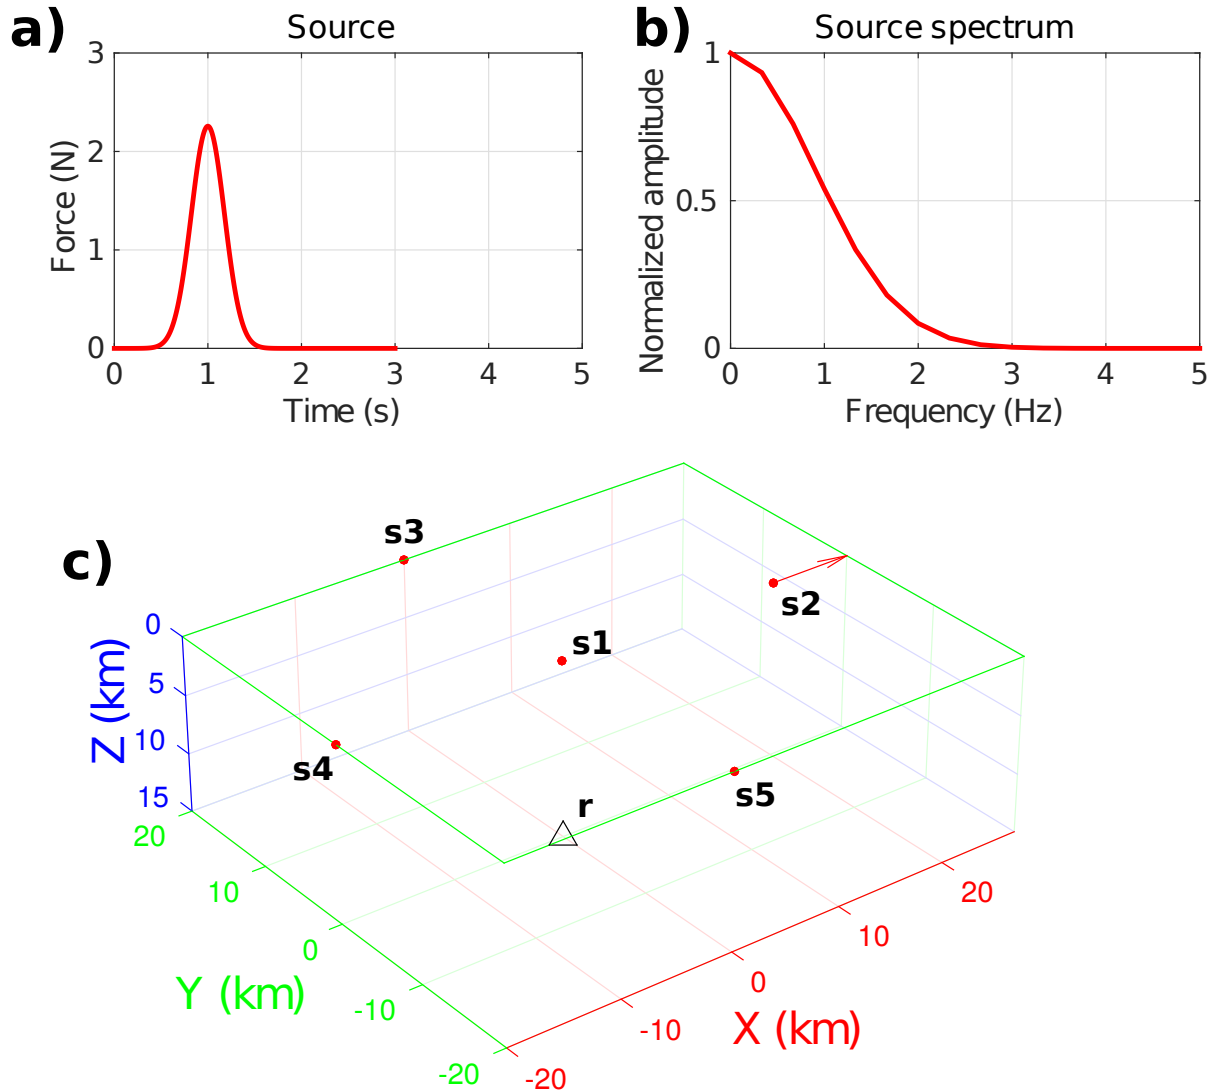 a)
Source
3
2
1
0
Force (N)
0 1 2 3 4 5
Time (s)
b)
Source spectrum
1
0.5
0
Normalized amplitude
0 1 2 3 4 5
Frequency (Hz)
c)
s3
s2
s1
s4
s5
r
0
5
10
15
Z (km)
20
10
0
-10
-20
Y (km)
-20
-10
0
10
20
X (km)